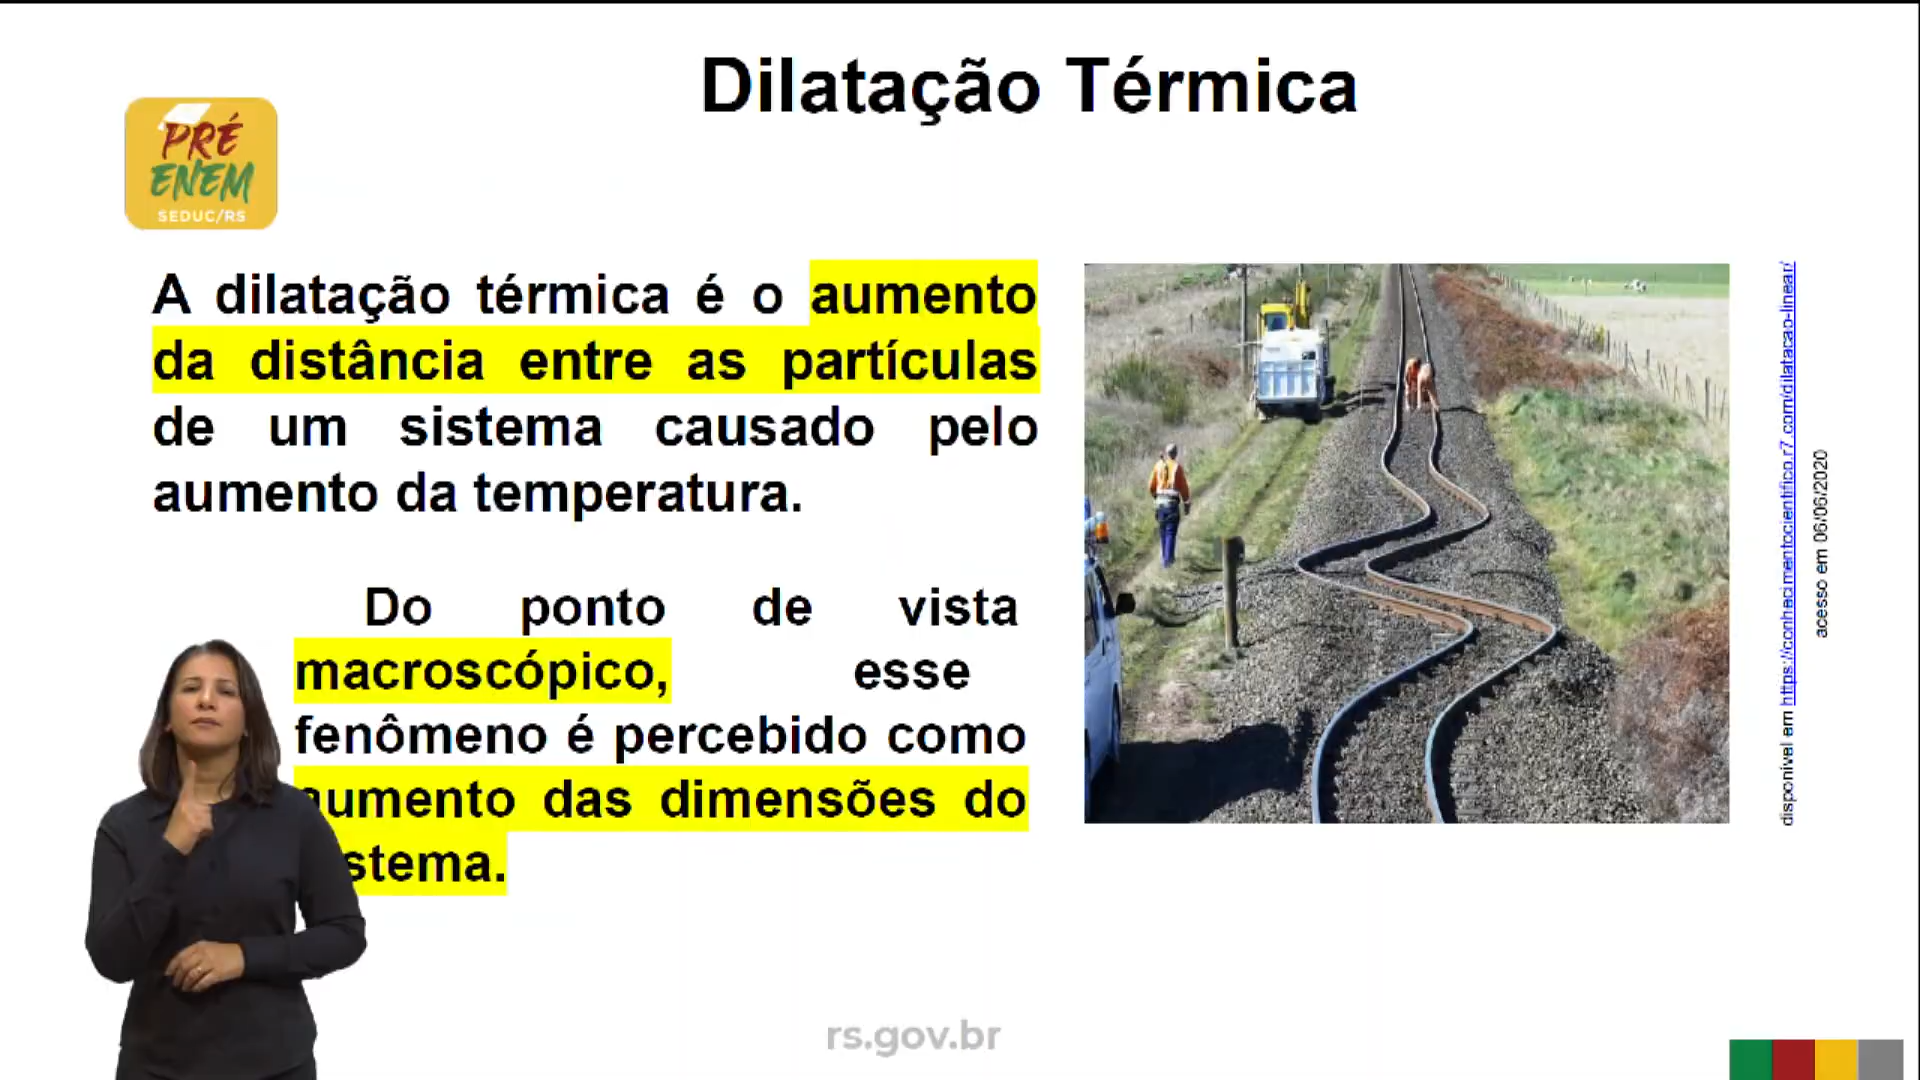 Dilatação Térmica
PRÉ
ENEM
SEDUC/RS
A dilatação térmica é o aumento
da distância entre as partículas
de um sistema causado pelo
aumento da temperatura.
Do ponto de vista
macroscópico, esse
fenômeno é percebido como
aumento das dimensões do
stema.
disponível em https://conhecimentocientifico.r7.com/dilatacao-linear/
acesso em 06/06/2020
rs.gov.br